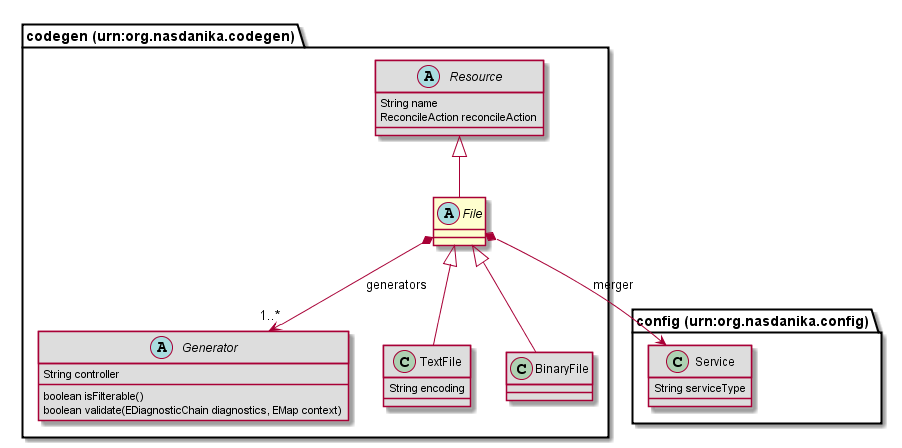 codegen (urn:org.nasdanika.codegen)
A Resource
String name
ReconcileAction reconcileAction
A File
generators
merger
1..*
config (urn:org.nasdanika.config)
A Generator
String controller
boolean isFilterable()
boolean validate(EDiagnosticChain diagnostics, EMap context)
C TextFile
String encoding
C BinaryFile
C Service
String serviceType